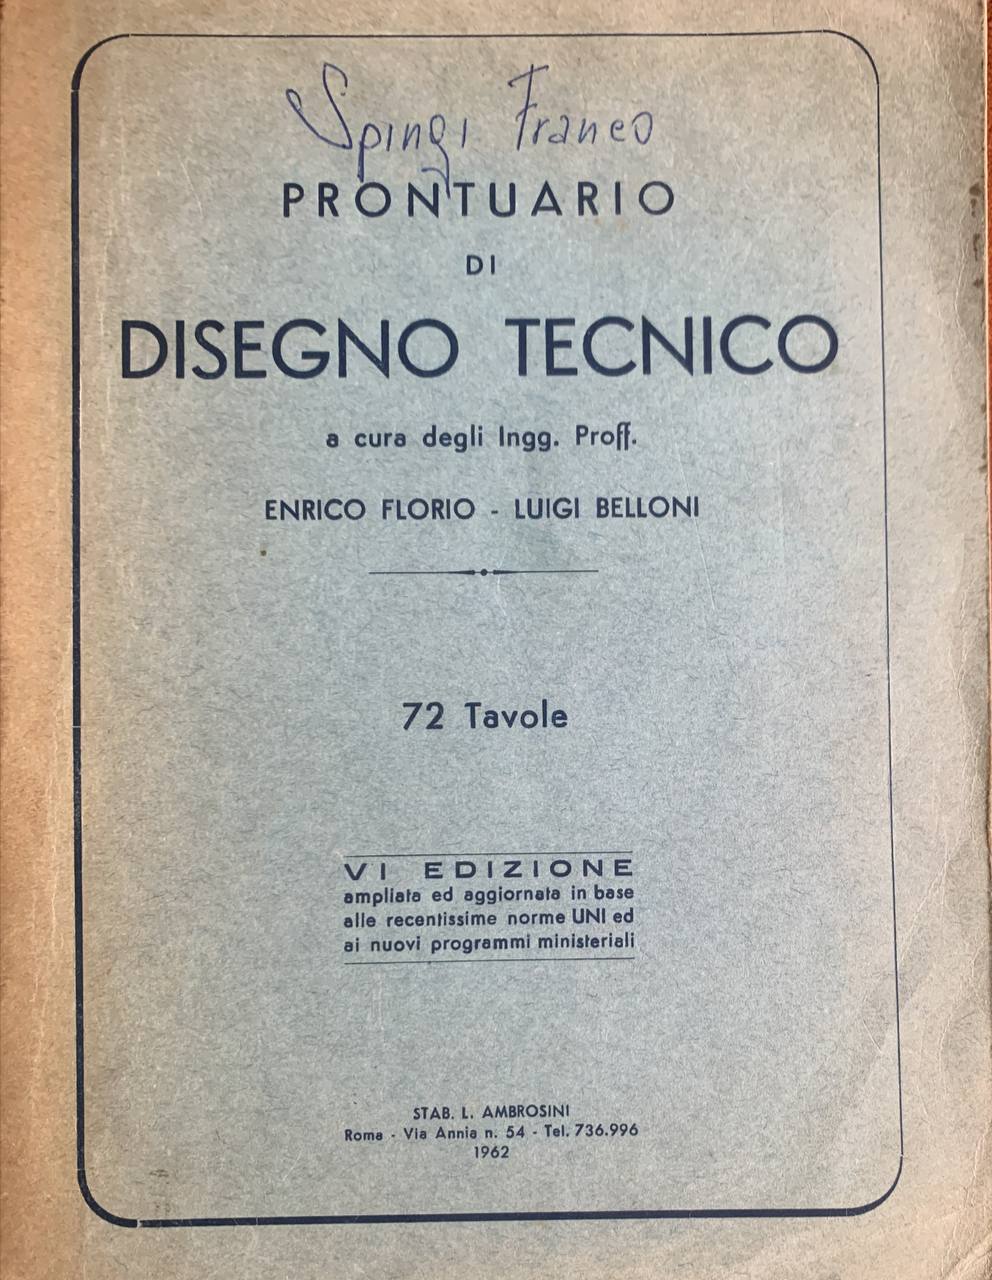 Spingi Franco
PRONTUARIO
DI
DISEGNO TECNICO
a cura degli Ingg. Proff.
ENRICO FLORIO - LUIGI BELLONI
72 Tavole
VI EDIZIONE
ampliata ed aggiornata in base
alle recentissime norme UNI ed
ai nuovi programmi ministeriali
STAB. L. AMBROSINI
Roma - Via Annia n. 54 - Tel. 736.996
1962